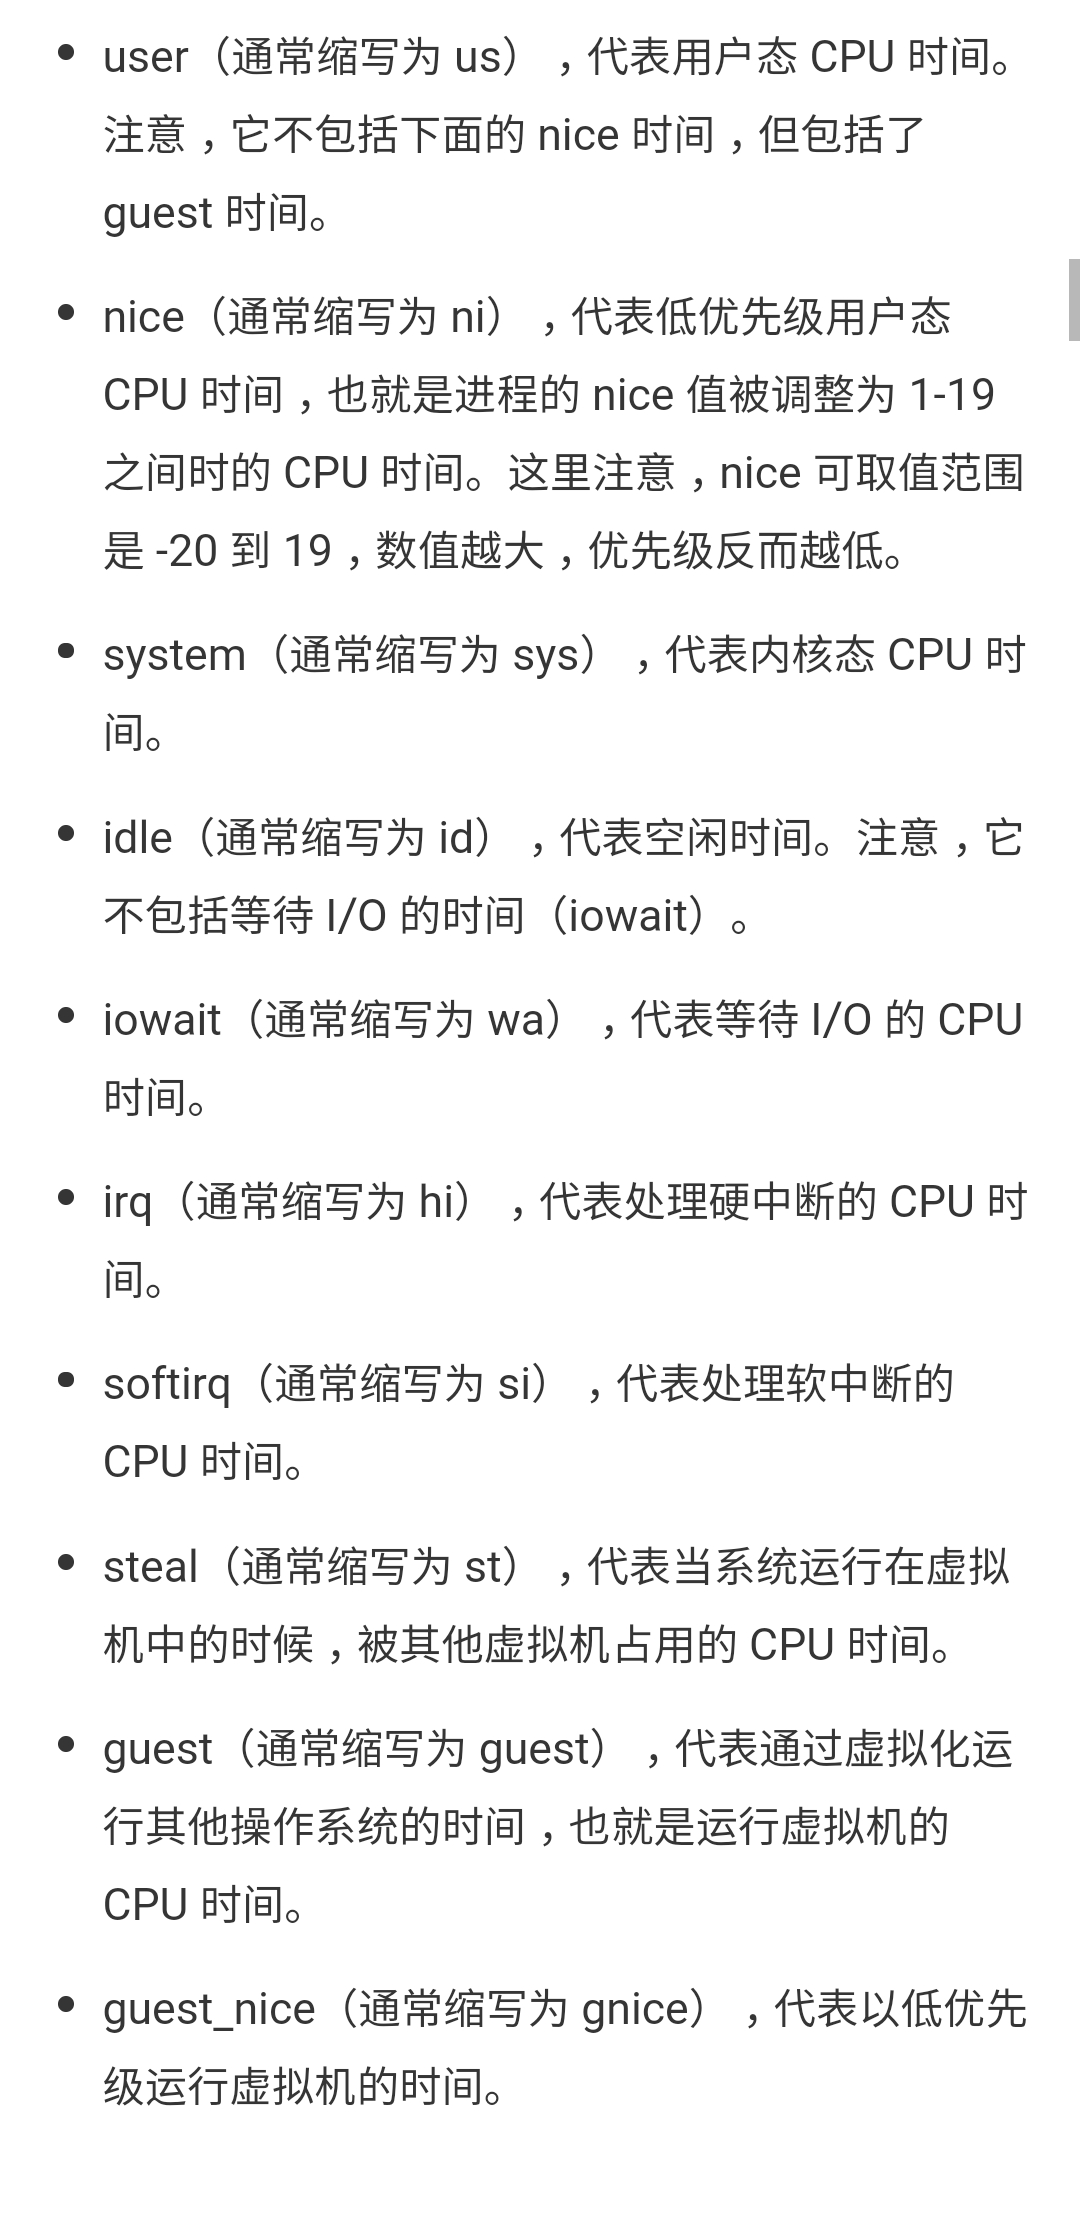 user（通常缩写为 us），代表用户态 CPU 时间。
注意，它不包括下面的 nice 时间，但包括了
guest 时间。
nice（通常缩写为 ni），代表低优先级用户态
CPU 时间，也就是进程的 nice 值被调整为 1-19
之间时的 CPU 时间。这里注意，nice 可取值范围
是 -20 到 19，数值越大，优先级反而越低。
system（通常缩写为 sys），代表内核态 CPU 时
间。
idle（通常缩写为 id），代表空闲时间。注意，它
不包括等待 I/O 的时间（iowait）。
iowait（通常缩写为 wa），代表等待 I/O 的 CPU
时间。
irq（通常缩写为 hi），代表处理硬中断的 CPU 时
间。
softirq（通常缩写为 si），代表处理软中断的
CPU 时间。
steal（通常缩写为 st），代表当系统运行在虚拟
机中的时候，被其他虚拟机占用的 CPU 时间。
guest（通常缩写为 guest），代表通过虚拟化运
行其他操作系统的时间，也就是运行虚拟机的
CPU 时间。
guest_nice（通常缩写为 gnice），代表以低优先
级运行虚拟机的时间。